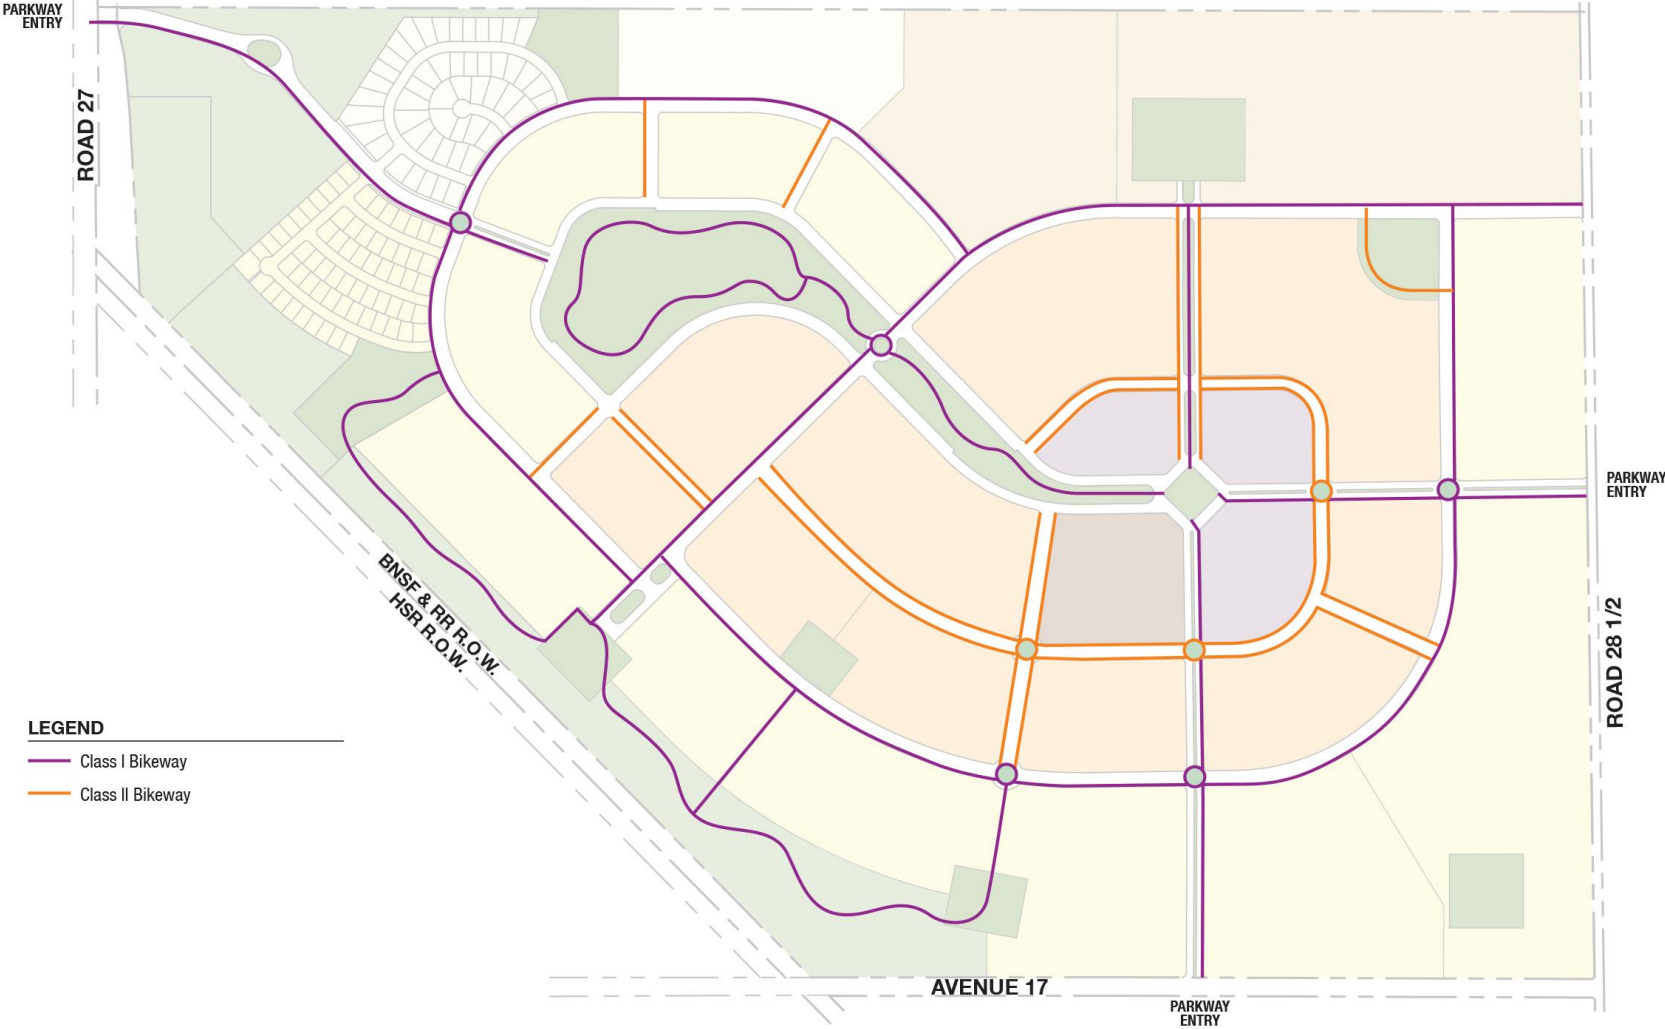 PARKWAY
ENTRY
ROAD 27
PARKWAY
ENTRY
BNSF & RR R.O.W.
HSR R.O.W.
ROAD 28 1/2
LEGEND
Class I Bikeway
Class II Bikeway
AVENUE 17
PARKWAY
ENTRY